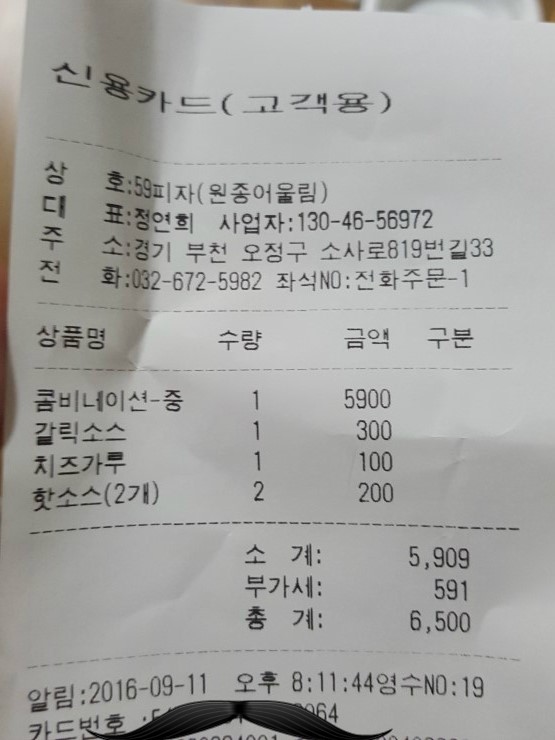 신용카드(고객용)
상 호:59피자(원종어울림)
대 표:정연희 사업자:130-46-56972
주 소:경기 부천 오정구 소사로819번길33
전 화:032-672-5982 좌석NO:전화주문-1
상품명 수량 금액 구분
콤비네이션-중 1 5900
갈릭소스 1 300
치즈가루 1 100
핫소스(2개) 2 200
소 계: 5,909
부가세: 591
총 계: 6,500
알림:2016-09-11 오후 8:11:44영수NO:19
카드번호 :